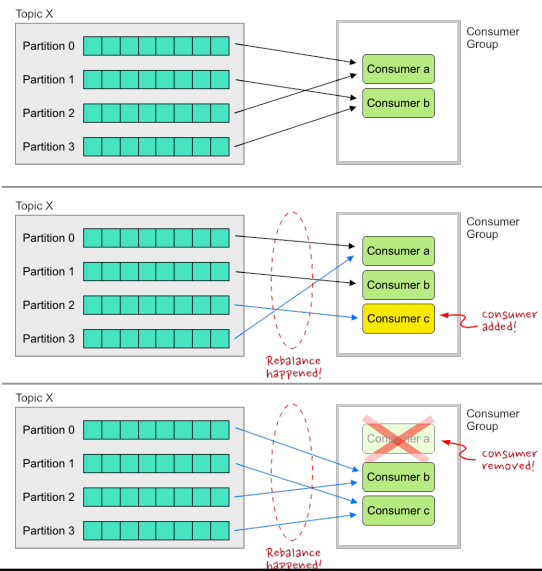 Topic X
Consumer
Group
Partition 0
Consumer a
Partition 1
Consumer b
Partition 2
Partition 3
Topic X
Consumer
Group
Partition 0
Consumer a
Partition 1
Consumer b
Partition 2
Consumer c
consumer
added!
Partition 3
Rebalance
happened!
Topic X
Consumer
Group
Partition 0
Consumer a
consumer
removed!
Partition 1
Consumer b
Partition 2
Consumer c
Partition 3
Rebalance
happened!